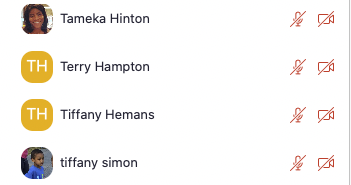 Tameka Hinton
TH Terry Hampton
TH Tiffany Hemans
tiffany simon